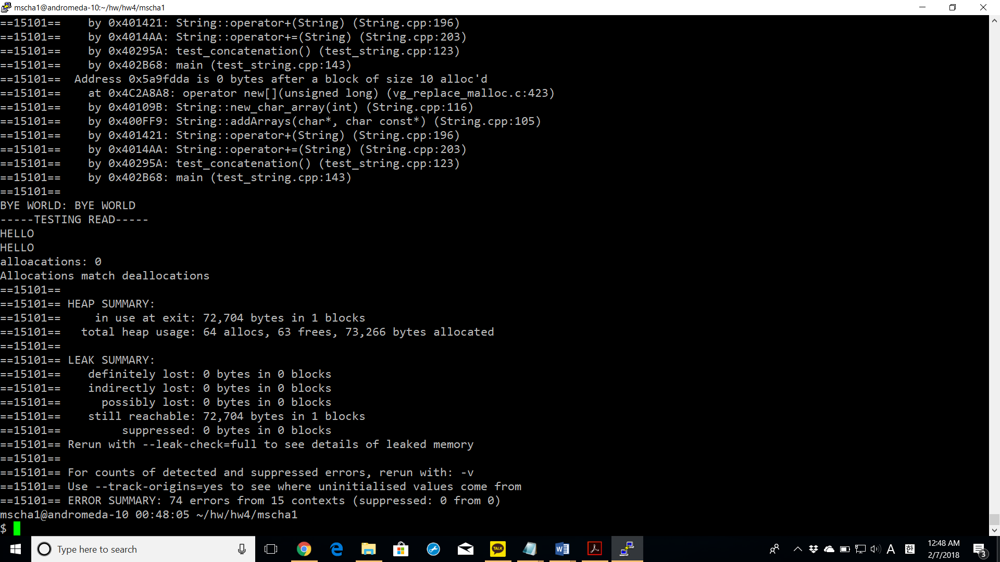 mscha1@andromeda-10:~/hw/hw4/mscha1
==15101==    by 0x401421: String::operator+(String) (String.cpp:196)
==15101==    by 0x4014AA: String::operator+=(String) (String.cpp:203)
==15101==    by 0x40295A: test_concatenation() (test_string.cpp:123)
==15101==    by 0x402B68: main (test_string.cpp:143)
==15101==  Address 0x5a9fdda is 0 bytes after a block of size 10 alloc'd
==15101==    at 0x4C2A8A8: operator new[](unsigned long) (vg_replace_malloc.c:423)
==15101==    by 0x40109B: String::new_char_array(int) (String.cpp:116)
==15101==    by 0x400FF9: String::addArrays(char*, char const*) (String.cpp:105)
==15101==    by 0x401421: String::operator+(String) (String.cpp:196)
==15101==    by 0x4014AA: String::operator+=(String) (String.cpp:203)
==15101==    by 0x40295A: test_concatenation() (test_string.cpp:123)
==15101==    by 0x402B68: main (test_string.cpp:143)
==15101==
BYE WORLD: BYE WORLD
-----TESTING READ-----
HELLO
HELLO
alloacations: 0
Allocations match deallocations
==15101==
==15101== HEAP SUMMARY:
==15101==     in use at exit: 72,704 bytes in 1 blocks
==15101==   total heap usage: 64 allocs, 63 frees, 73,266 bytes allocated
==15101==
==15101== LEAK SUMMARY:
==15101==    definitely lost: 0 bytes in 0 blocks
==15101==    indirectly lost: 0 bytes in 0 blocks
==15101==      possibly lost: 0 bytes in 0 blocks
==15101==    still reachable: 72,704 bytes in 1 blocks
==15101==         suppressed: 0 bytes in 0 blocks
==15101== Rerun with --leak-check=full to see details of leaked memory
==15101==
==15101== For counts of detected and suppressed errors, rerun with: -v
==15101== Use --track-origins=yes to see where uninitialised values come from
==15101== ERROR SUMMARY: 74 errors from 15 contexts (suppressed: 0 from 0)
mscha1@andromeda-10 00:48:05 ~/hw/hw4/mscha1
$
Type here to search
TALK
A 한
12:48 AM
2/7/2018
3